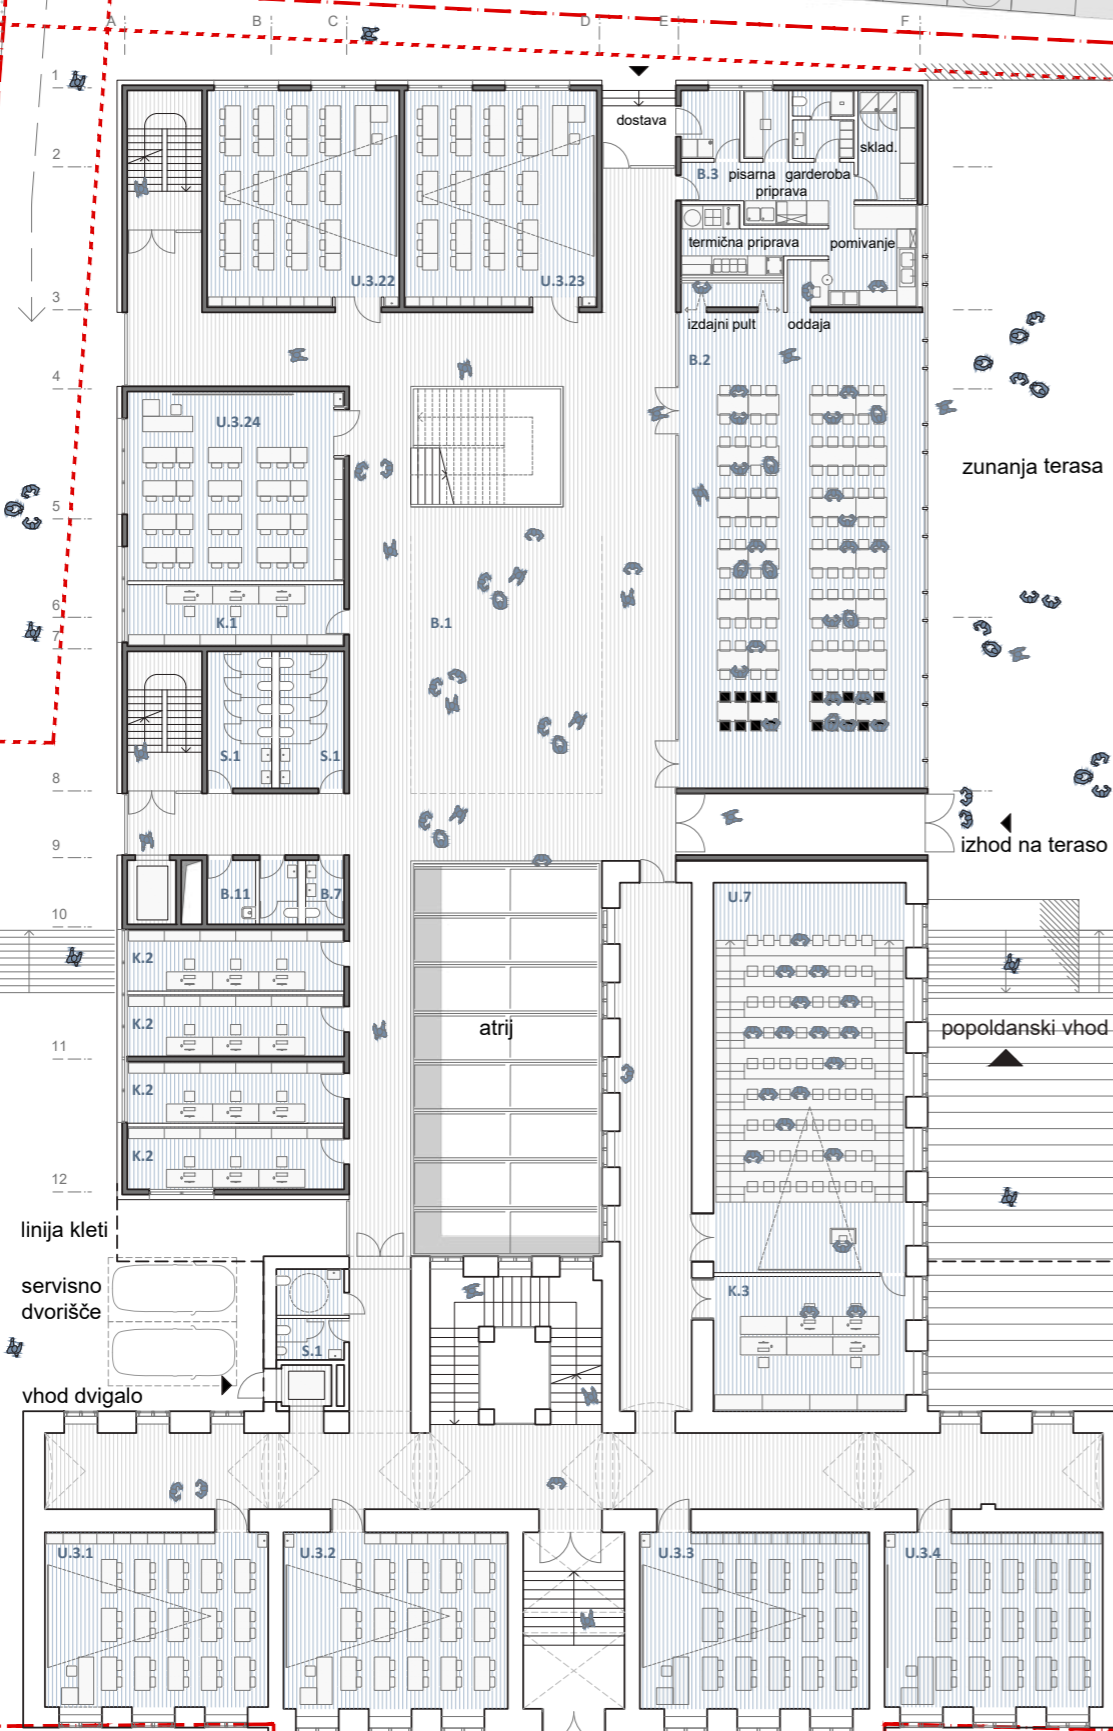 A B C D E F
1
dostava
sklad.
2
B.3 pisarna garderoba
priprava
termična priprava
pomivanje
U.3.22
U.3.23
3
izdajni pult
oddaja
B.2
4
U.3.24
zunanja terasa
5
6
K.1
B.1
7
S.1
S.1
8
9
izhod na teraso
B.11
B.7
U.7
10
K.2
K.2
atrij
popoldanski vhod
11
K.2
K.2
12
linija kleti
servisno
dvorišče
K.3
S.1
vhod dvigalo
U.3.1
U.3.2
U.3.3
U.3.4